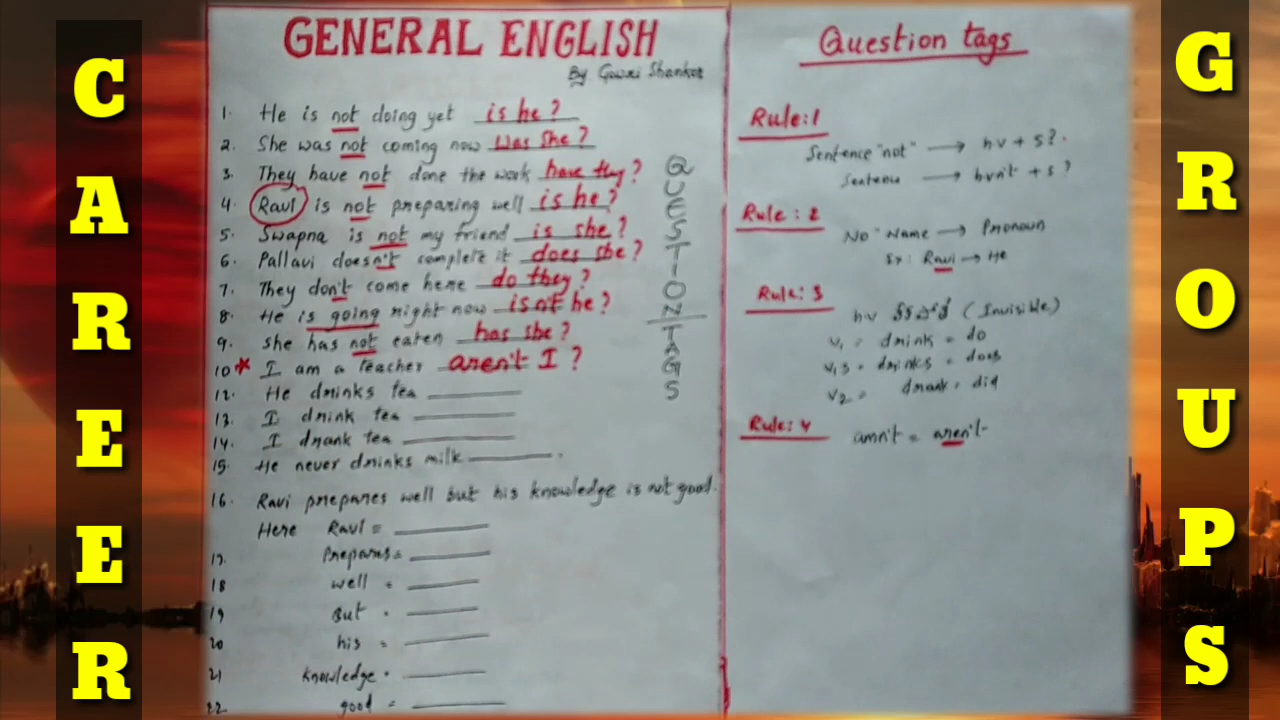 CAREER
GENERAL ENGLISH
By Gowri Shankar
1. He is not doing yet is he?
2. She was not coming now was she?
3. They have not done the work have they?
4. Ravi is not preparing well is he?
5. Swapna is not my friend is she?
6. Pallavi doesn't complete it does she?
7. They don't come here do they?
8. He is going right now isn't he?
9. She has not eaten has she?
10* I am a teacher aren't I?
12. He drinks tea
13. I drink tea
14. I drank tea
15. He never drinks milk
16. Ravi prepares well but his knowledge is not good.
Here Ravi =
17. Prepares =
18 well =
19 But =
20 his =
21 knowledge =
22 good =
QUESTION TAGS
Question tags
Rule:1
Sentence "not" → hv + s?
Sentence → hvn't + s?
Rule: 2
No Name → Pronoun
Ex: Ravi → He
Rule: 3
hv (Invisible)
V1 = drink = do
V1s = drinks = does
V2 = drank = did
Rule: 4
amn't = aren't
GROUPS